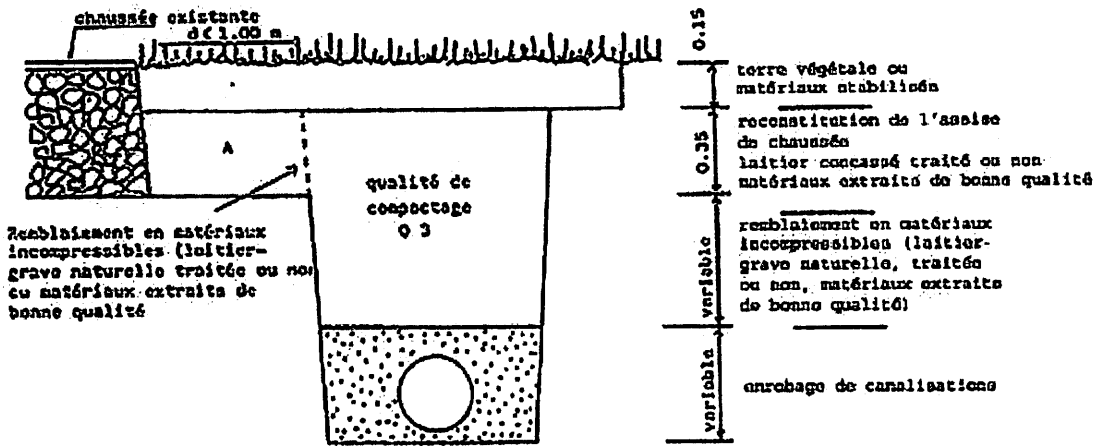 chaussée existante
d < 1.00 m
0.15
terre végétale ou
matériaux stabilisés
A
0.35
reconstitution de l'assise
de chaussée
laitier concassé traité ou non
matériaux extraits de bonne qualité
qualité de
compactage
Q 3
Remblaiement en matériaux
incompressibles (laitier-
grave naturelle traitée ou non
ou matériaux extraits de
bonne qualité
variable
remblaiement en matériaux
incompressibles (laitier-
grave naturelle, traitée
ou non, matériaux extraits
de bonne qualité)
variable
enrobage de canalisations